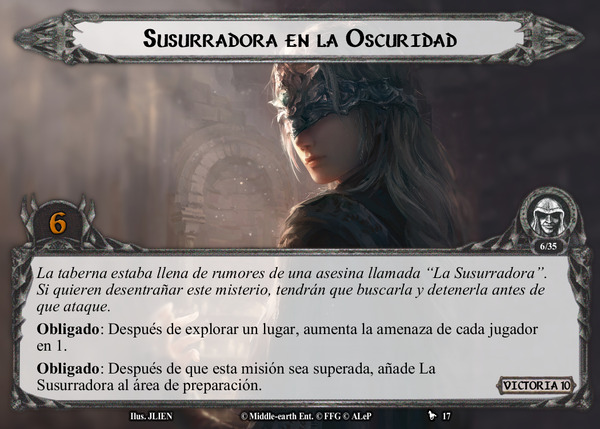 Susurradora en la Oscuridad
6
6/35
La taberna estaba llena de rumores de una asesina llamada “La Susurradora”.
Si quieren desentrañar este misterio, tendrán que buscarla y detenerla antes de
que ataque.
Obligado: Después de explorar un lugar, aumenta la amenaza de cada jugador
en 1.
Obligado: Después de que esta misión sea superada, añade La
Susurradora al área de preparación.
VICTORIA 10
Ilus. JLIEN © Middle-earth Ent. © FFG © ALeP 17